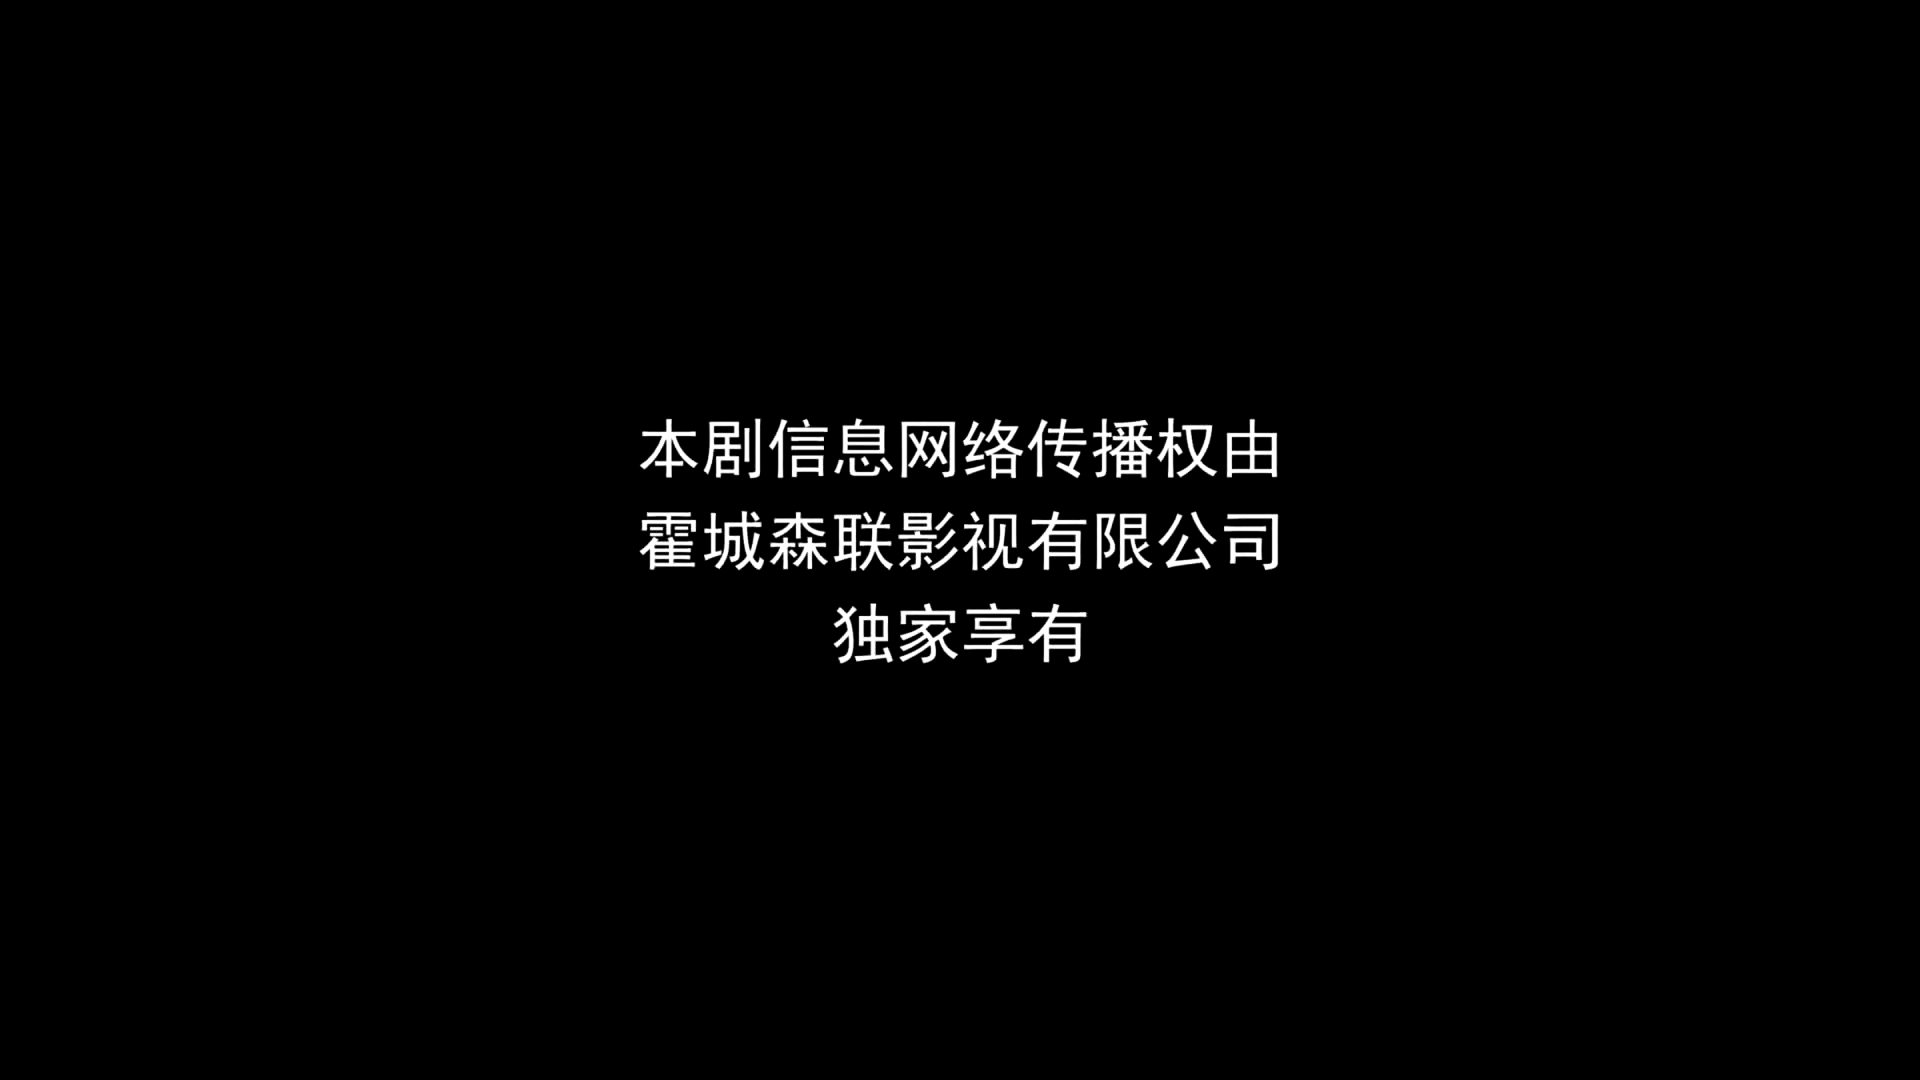 本剧信息网络传播权由
霍城森联影视有限公司
独家享有